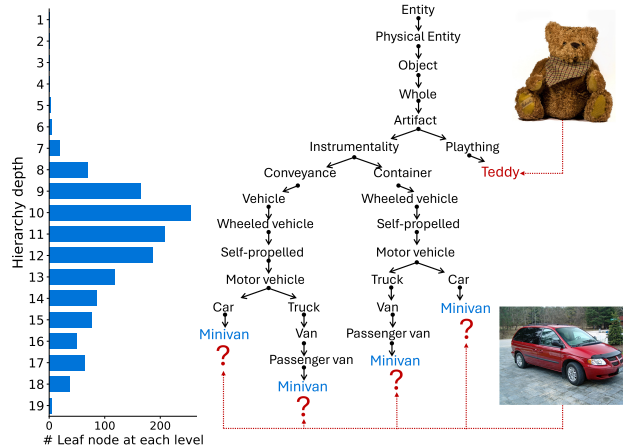 Hierarchy depth
1
2
3
4
5
6
7
8
9
10
11
12
13
14
15
16
17
18
19
0 100 200
# Leaf node at each level
Entity
Physical Entity
Object
Whole
Artifact
Instrumentality Plaything
Conveyance Container Teddy
Vehicle Wheeled vehicle
Wheeled vehicle Self-propelled
Self-propelled Motor vehicle
Motor vehicle Truck Car
Car Truck Van Minivan
Minivan Van Passenger van ?
? Passenger van Minivan
Minivan ?
?